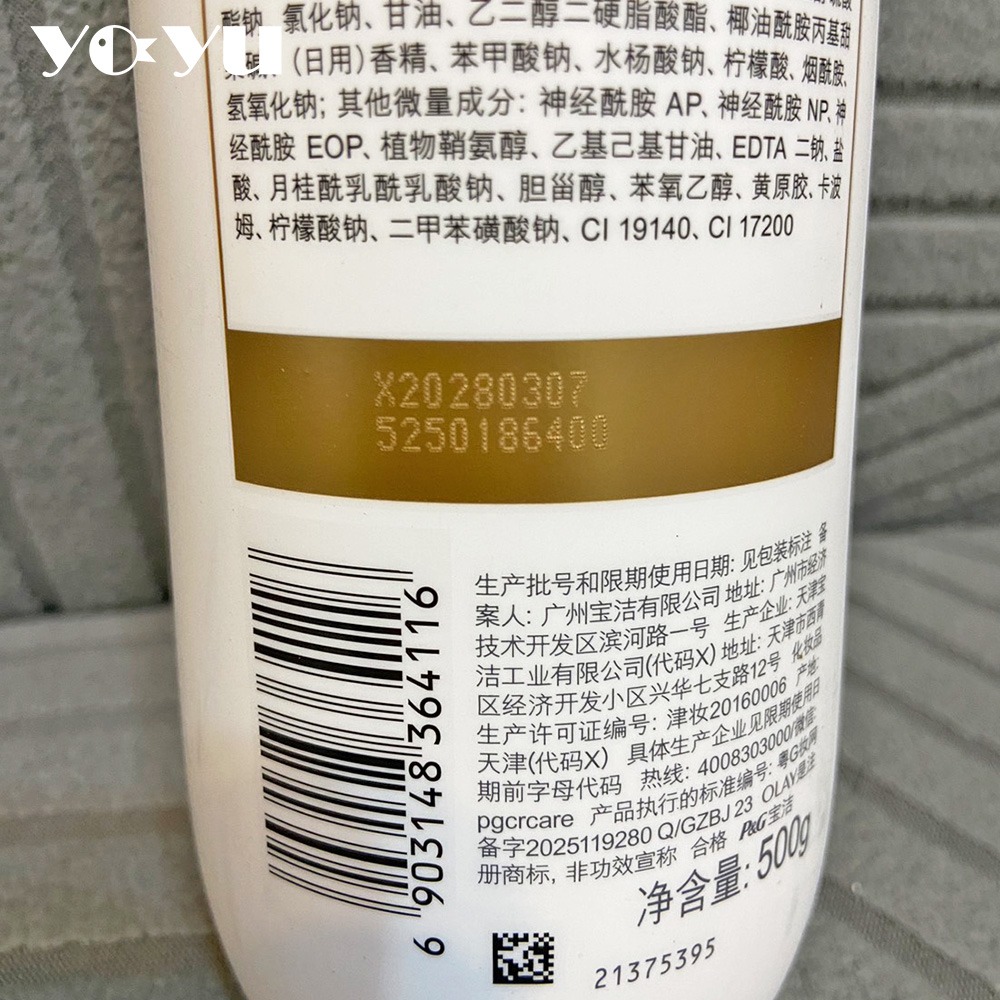 yo yu
酯钠、氯化钠、甘油、乙二醇二硬脂酸酯、椰油酰胺丙基甜
(日用)香精、苯甲酸钠、水杨酸钠、柠檬酸、烟酰胺、
氢氧化钠; 其他微量成分: 神经酰胺 AP、神经酰胺 NP、神
经酰胺 EOP、植物鞘氨醇、乙基己基甘油、EDTA 二钠、盐
酸、月桂酰乳酰乳酸钠、胆甾醇、苯氧乙醇、黄原胶、卡波
姆、柠檬酸钠、二甲苯磺酸钠、CI 19140、CI 17200
X20280307
5250186400
6 903148 364116
生产批号和限期使用日期: 见包装标注 备
案人: 广州宝洁有限公司 地址: 广州市经济
技术开发区滨河路一号 生产企业: 天津宝
洁工业有限公司(代码X) 地址: 天津市西青
区经济开发小区兴华七支路12号 化妆品
生产许可证编号: 津妆20160006 产地:
天津(代码X) 具体生产企业见限期使用日
期前字母代码 热线: 4008303000/微信:
pgcrcare 产品执行的标准编号: 粤G妆网
备字2025119280 Q/GZBJ 23 OLAY是注
册商标, 非功效宣称 合格 P&G 宝洁
净含量: 500g
21375395